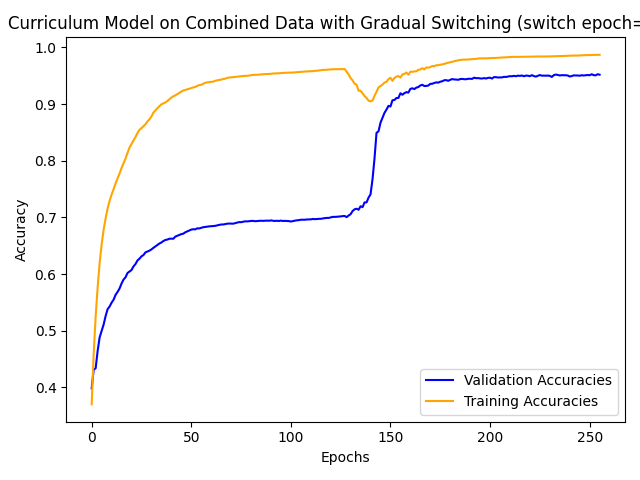 Curriculum Model on Combined Data with Gradual Switching (switch epoch=
1.0
0.9
0.8
0.7
0.6
0.5
0.4
Accuracy
0
50
100
150
200
250
Epochs
Validation Accuracies
Training Accuracies